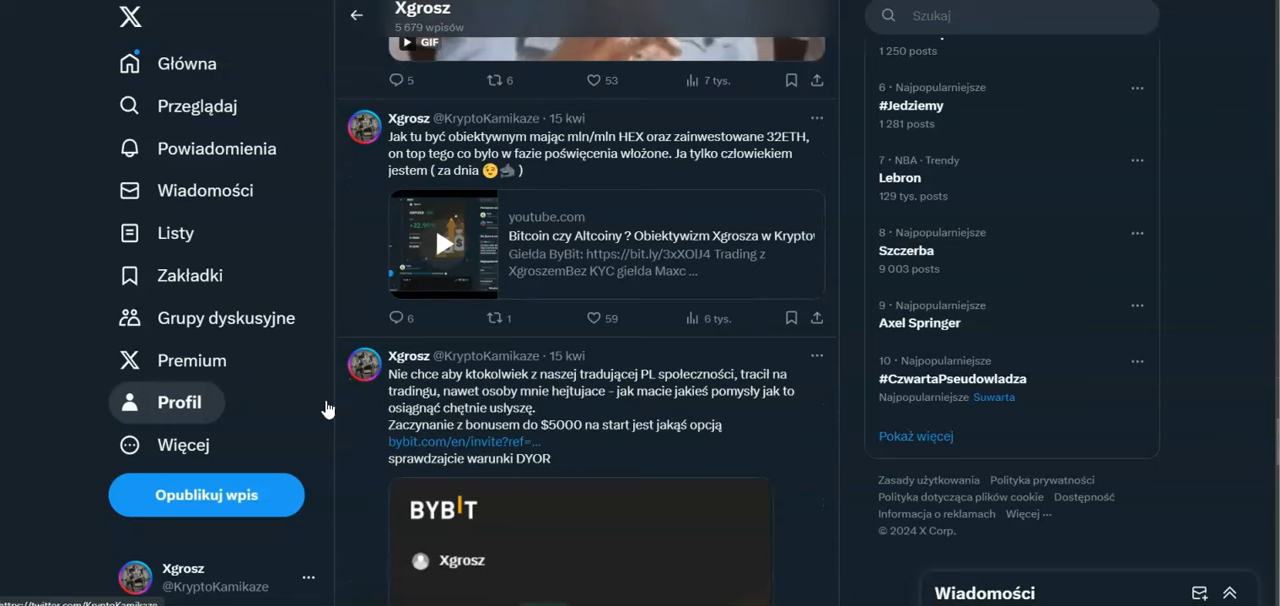 Główna
Przeglądaj
Powiadomienia
Wiadomości
Listy
Zakładki
Grupy dyskusyjne
Premium
Profil
Więcej
Opublikuj wpis
Xgrosz
@KryptoKamikaze
https://twitter.com/KryptoKamikaze
Xgrosz
5 679 wpisów
GIF
5
6
53
7 tys.
Xgrosz @KryptoKamikaze · 15 kwi
Jak tu być obiektywnym mając mln/mln HEX oraz zainwestowane 32ETH,
on top tego co bylo w fazie poświęcenia włożone. Ja tylko człowiekiem
jestem ( za dnia 😉 )
youtube.com
Bitcoin czy Altcoiny ? Obiektywizm Xgrosza w Krypto
Giełda ByBit: https://bit.ly/3xXOlJ4 Trading z
XgroszemBez KYC giełda Maxc ...
6
1
59
6 tys.
Xgrosz @KryptoKamikaze · 15 kwi
Nie chce aby ktokolwiek z naszej tradującej PL społeczności, tracił na
tradingu, nawet osoby mnie hejtujace - jak macie jakieś pomysły jak to
osiągnąć chętnie usłyszę.
Zaczynanie z bonusem do $5000 na start jest jakąś opcją
bybit.com/en/invite?ref=...
sprawdzajcie warunki DYOR
BYBIT
Xgrosz
Szukaj
1 250 posts
6 · Najpopularniejsze
#Jedziemy
1 281 posts
7 · NBA · Trendy
Lebron
129 tys. posts
8 · Najpopularniejsze
Szczerba
9 003 posts
9 · Najpopularniejsze
Axel Springer
10 · Najpopularniejsze
#CzwartaPseudowładza
Najpopularniejsze Suwarta
Pokaż więcej
Zasady użytkowania Polityka prywatności
Polityka dotycząca plików cookie Dostępność
Informacja o reklamach Więcej ···
© 2024 X Corp.
Wiadomości